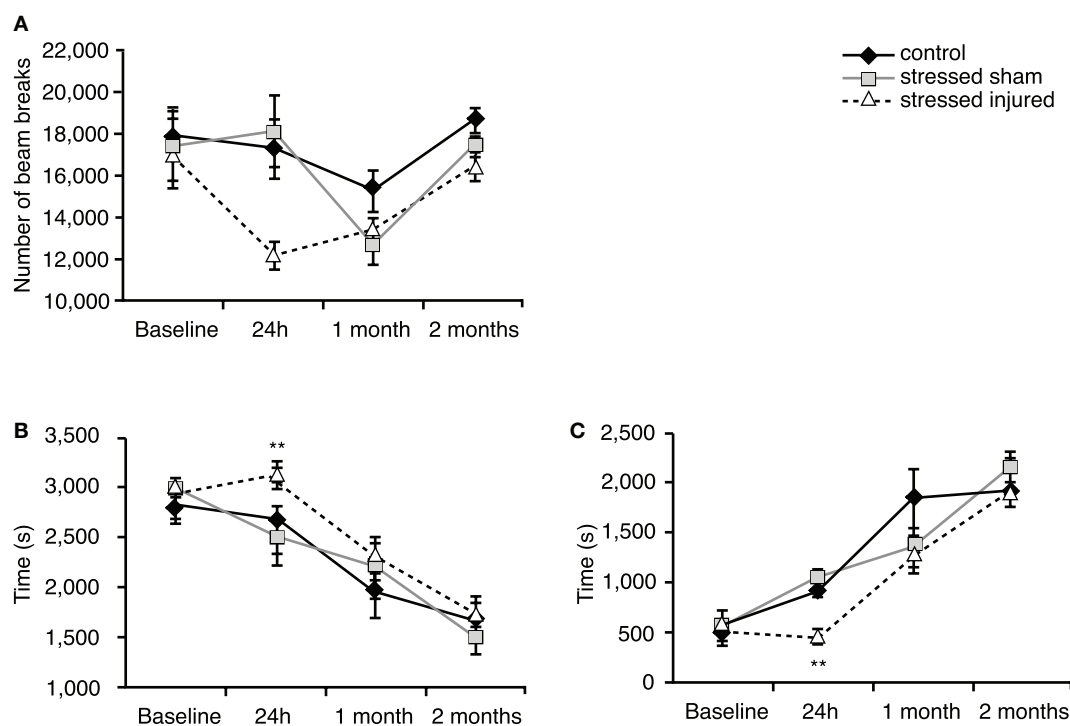 A
Number of beam breaks
22,000
20,000
18,000
16,000
14,000
12,000
10,000
Baseline 24h 1 month 2 months
control
stressed sham
stressed injured
B
Time (s)
3,500
3,000
2,500
2,000
1,500
1,000
**
Baseline 24h 1 month 2 months
C
Time (s)
2,500
2,000
1,500
1,000
500
0
**
Baseline 24h 1 month 2 months